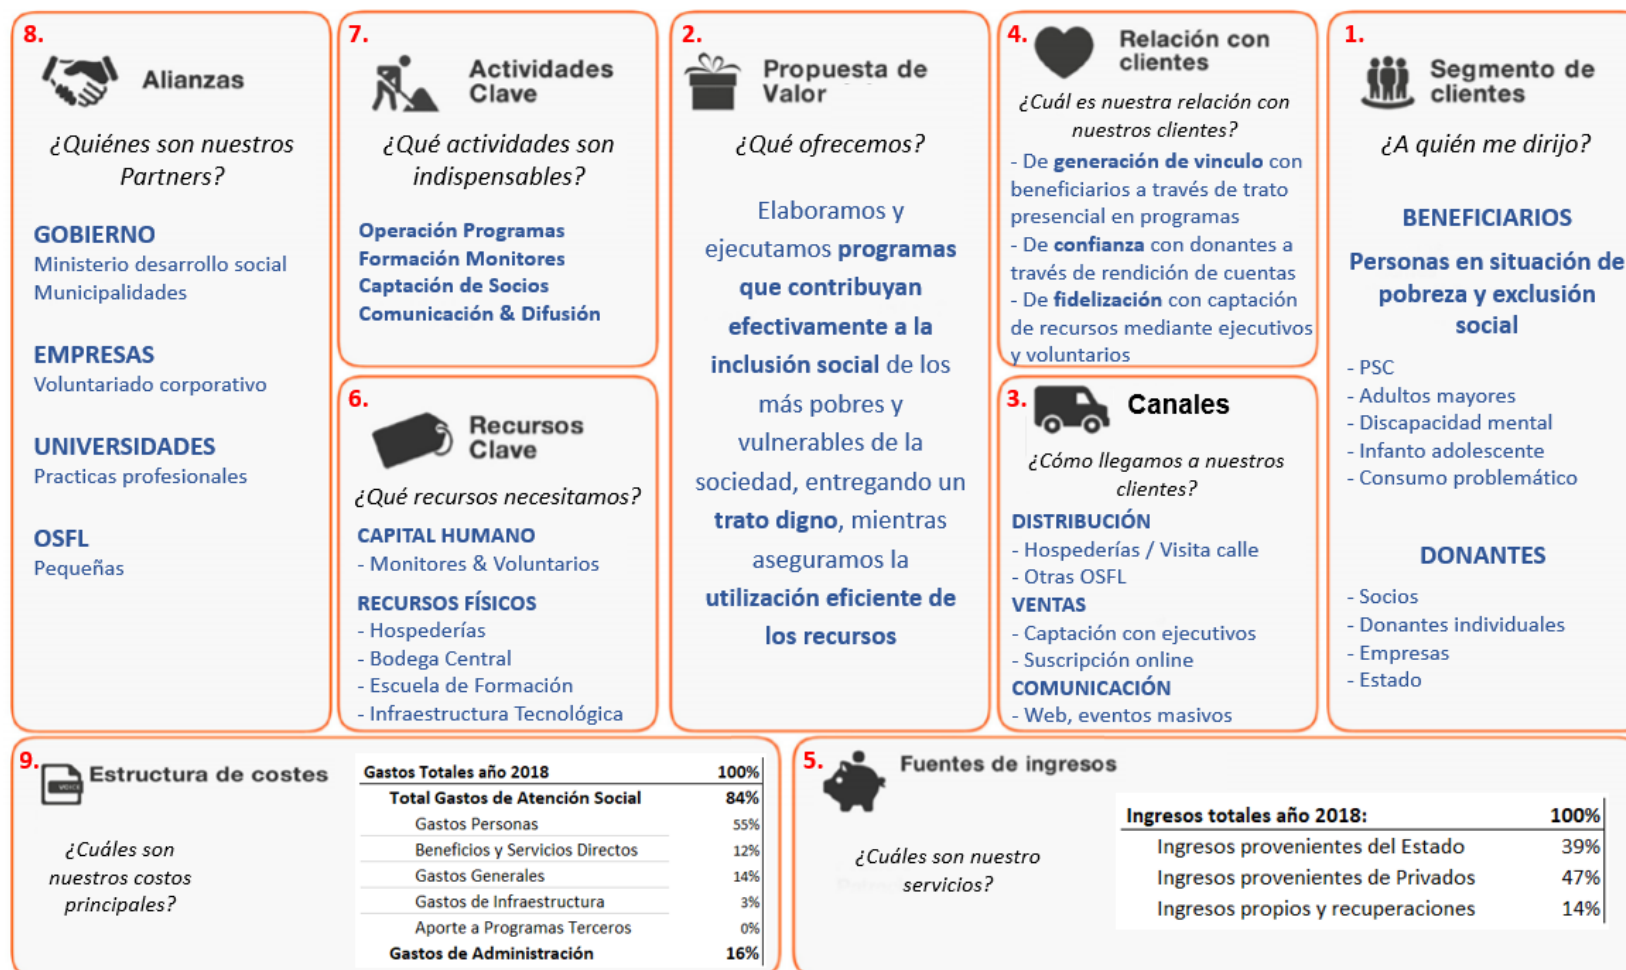 8.
Alianzas
¿Quiénes son nuestros
Partners?
GOBIERNO
Ministerio desarrollo social
Municipalidades
EMPRESAS
Voluntariado corporativo
UNIVERSIDADES
Practicas profesionales
OSFL
Pequeñas
7.
Actividades
Clave
¿Qué actividades son
indispensables?
Operación Programas
Formación Monitores
Captación de Socios
Comunicación & Difusión
6.
Recursos
Clave
¿Qué recursos necesitamos?
CAPITAL HUMANO
- Monitores & Voluntarios
RECURSOS FÍSICOS
- Hospederías
- Bodega Central
- Escuela de Formación
- Infraestructura Tecnológica
2.
Propuesta de
Valor
¿Qué ofrecemos?
Elaboramos y
ejecutamos programas
que contribuyan
efectivamente a la
inclusión social de los
más pobres y
vulnerables de la
sociedad, entregando un
trato digno, mientras
aseguramos la
utilización eficiente de
los recursos
4.
Relación con
clientes
¿Cuál es nuestra relación con
nuestros clientes?
- De generación de vinculo con
beneficiarios a través de trato
presencial en programas
- De confianza con donantes a
través de rendición de cuentas
- De fidelización con captación
de recursos mediante ejecutivos
y voluntarios
3.
Canales
¿Cómo llegamos a nuestros
clientes?
DISTRIBUCIÓN
- Hospederías / Visita calle
- Otras OSFL
VENTAS
- Captación con ejecutivos
- Suscripción online
COMUNICACIÓN
- Web, eventos masivos
1.
Segmento de
clientes
¿A quién me dirijo?
BENEFICIARIOS
Personas en situación de
pobreza y exclusión
social
- PSC
- Adultos mayores
- Discapacidad mental
- Infanto adolescente
- Consumo problemático
DONANTES
- Socios
- Donantes individuales
- Empresas
- Estado
9.
VOICE
Estructura de costes
¿Cuáles son
nuestros costos
principales?
Gastos Totales año 2018 100%
Total Gastos de Atención Social 84%
Gastos Personas 55%
Beneficios y Servicios Directos 12%
Gastos Generales 14%
Gastos de Infraestructura 3%
Aporte a Programas Terceros 0%
Gastos de Administración 16%
5.
Fuentes de ingresos
¿Cuáles son nuestro
servicios?
Ingresos totales año 2018: 100%
Ingresos provenientes del Estado 39%
Ingresos provenientes de Privados 47%
Ingresos propios y recuperaciones 14%